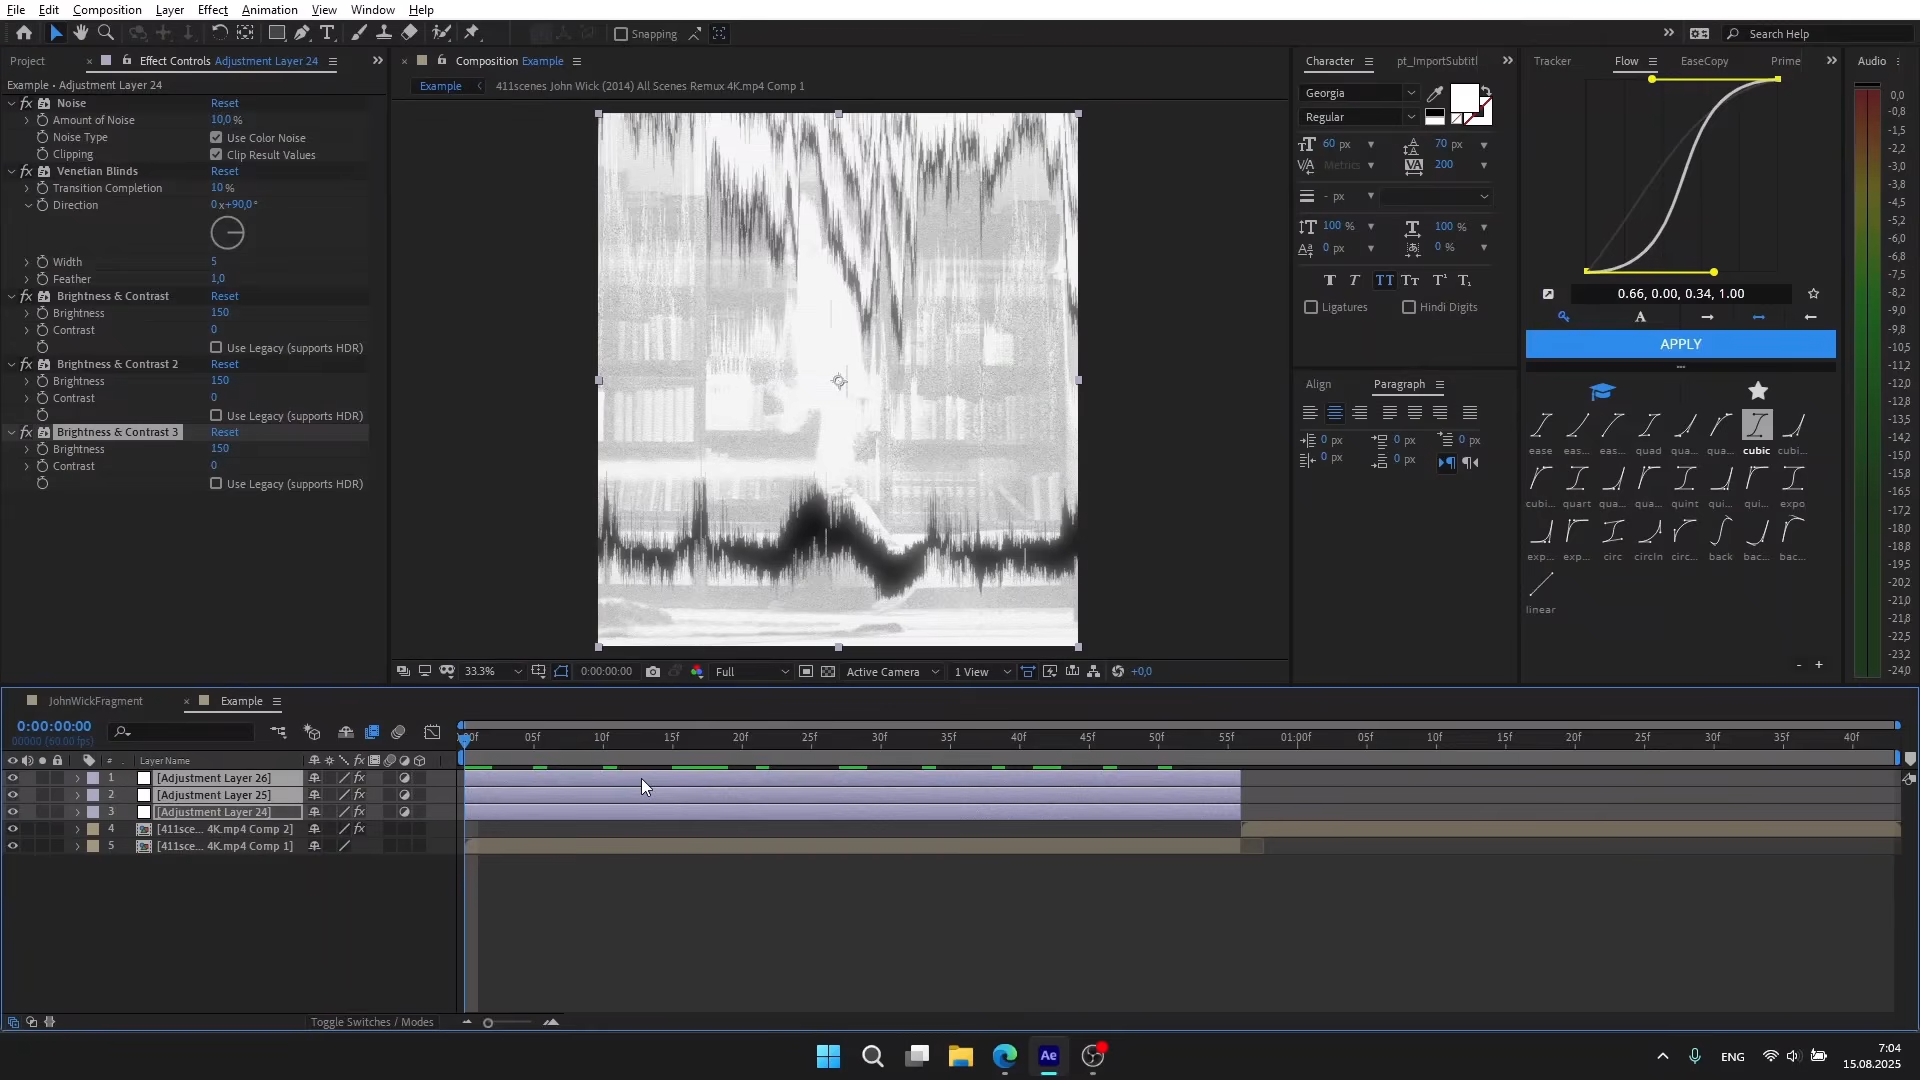 File Edit Composition Layer Effect Animation View Window Help
Snapping
Search Help
Project
Effect Controls Adjustment Layer 24
Example • Adjustment Layer 24
fx Noise Reset
Amount of Noise 10,0 %
Noise Type Use Color Noise
Clipping Clip Result Values
fx Venetian Blinds Reset
Transition Completion 10 %
Direction 0 x +90,0 °
Width 5
Feather 1,0
fx Brightness & Contrast Reset
Brightness 150
Contrast 0
Use Legacy (supports HDR)
fx Brightness & Contrast 2 Reset
Brightness 150
Contrast 0
Use Legacy (supports HDR)
fx Brightness & Contrast 3 Reset
Brightness 150
Contrast 0
Use Legacy (supports HDR)
Composition Example
Example 411scenes John Wick (2014) All Scenes Remux 4K.mp4 Comp 1
33.3% 0:00:00:00 Full Active Camera 1 View +0,0
Character pt_ImportSubtitl
Georgia
Regular
60 px 70 px
Metrics 200
- px
100 % 100 %
0 px 0 %
Ligatures Hindi Digits
Align Paragraph
0 px 0 px 0 px
0 px 0 px
Tracker Flow EaseCopy Prime
0.66, 0.00, 0.34, 1.00
A
APPLY
ease eas... eas... quad qua... qua... cubic cubi...
cubi... quart qua... qua... quint qui... qui... expo
exp... exp... circ circIn circ... back bac... bac...
linear
- +
Audio
0,0
-0,8
-1,5
-2,2
-3,0
-3,8
-4,5
-5,2
-6,0
-6,8
-7,5
-8,2
-9,0
-9,8
-10,5
-11,2
-12,0
-12,8
-13,5
-14,2
-15,0
-15,8
-16,5
-17,2
-18,0
-18,8
-19,5
-20,2
-21,0
-21,8
-22,5
-23,2
-24,0
JohnWickFragment Example
0:00:00:00
00000 (60.00 fps)
05f 10f 15f 20f 25f 30f 35f 40f 45f 50f 55f 01:00f 05f 10f 15f 20f 25f 30f 35f 40f
# Layer Name
1 [Adjustment Layer 26]
2 [Adjustment Layer 25]
3 [Adjustment Layer 24]
4 [411sce... 4K.mp4 Comp 2]
5 [411sce... 4K.mp4 Comp 1]
Toggle Switches / Modes
Ae
ENG
7:04
15.08.2025